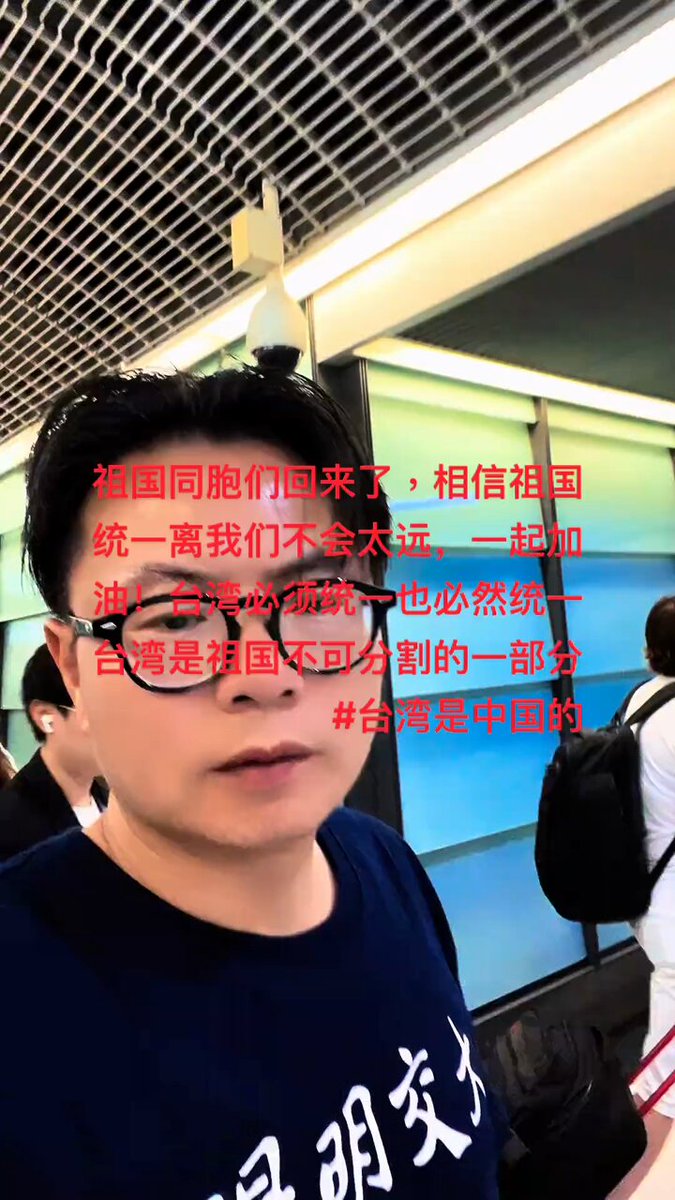 祖国同胞们回来了，相信祖国
统一离我们不会太远，一起加
油！台湾必须统一也必然统一
台湾是祖国不可分割的一部分
#台湾是中国的
明交